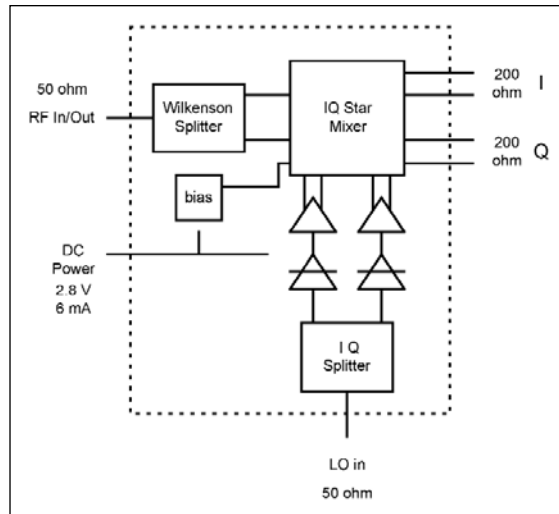 50 ohm
RF In/Out
Wilkenson
Splitter
IQ Star
Mixer
200
ohm
I
200
ohm
Q
bias
DC
Power
2.8 V
6 mA
I Q
Splitter
LO in
50 ohm